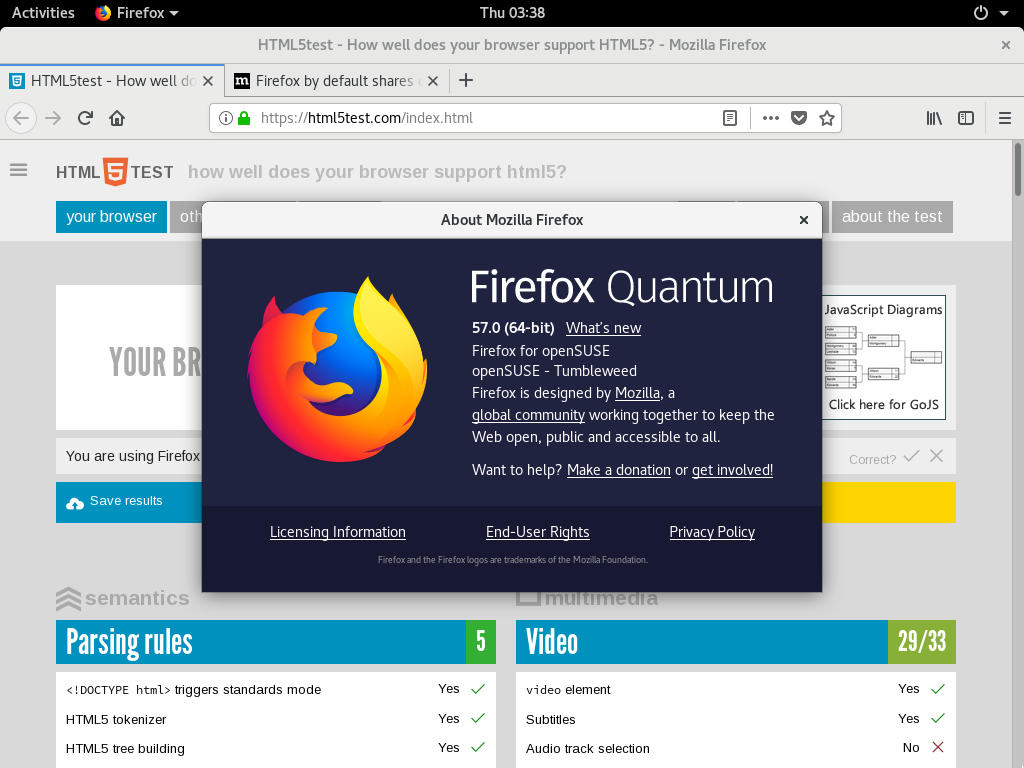 Activities Firefox Thu 03:38
HTML5test - How well does your browser support HTML5? - Mozilla Firefox
HTML5test - How well do Firefox by default shares
https://html5test.com/index.html
HTML 5 TEST how well does your browser support html5?
your browser about the test
About Mozilla Firefox
Firefox Quantum
57.0 (64-bit) What's new
Firefox for openSUSE
openSUSE - Tumbleweed
Firefox is designed by Mozilla, a
global community working together to keep the
Web open, public and accessible to all.
Want to help? Make a donation or get involved!
Licensing Information End-User Rights Privacy Policy
Firefox and the Firefox logos are trademarks of the Mozilla Foundation.
JavaScript Diagrams
Click here for GoJS
YOUR BR
You are using Firefox Correct?
Save results
semantics multimedia
Parsing rules 5 Video 29/33
<!DOCTYPE html> triggers standards mode Yes video element Yes
HTML5 tokenizer Yes Subtitles Yes
HTML5 tree building Yes Audio track selection No